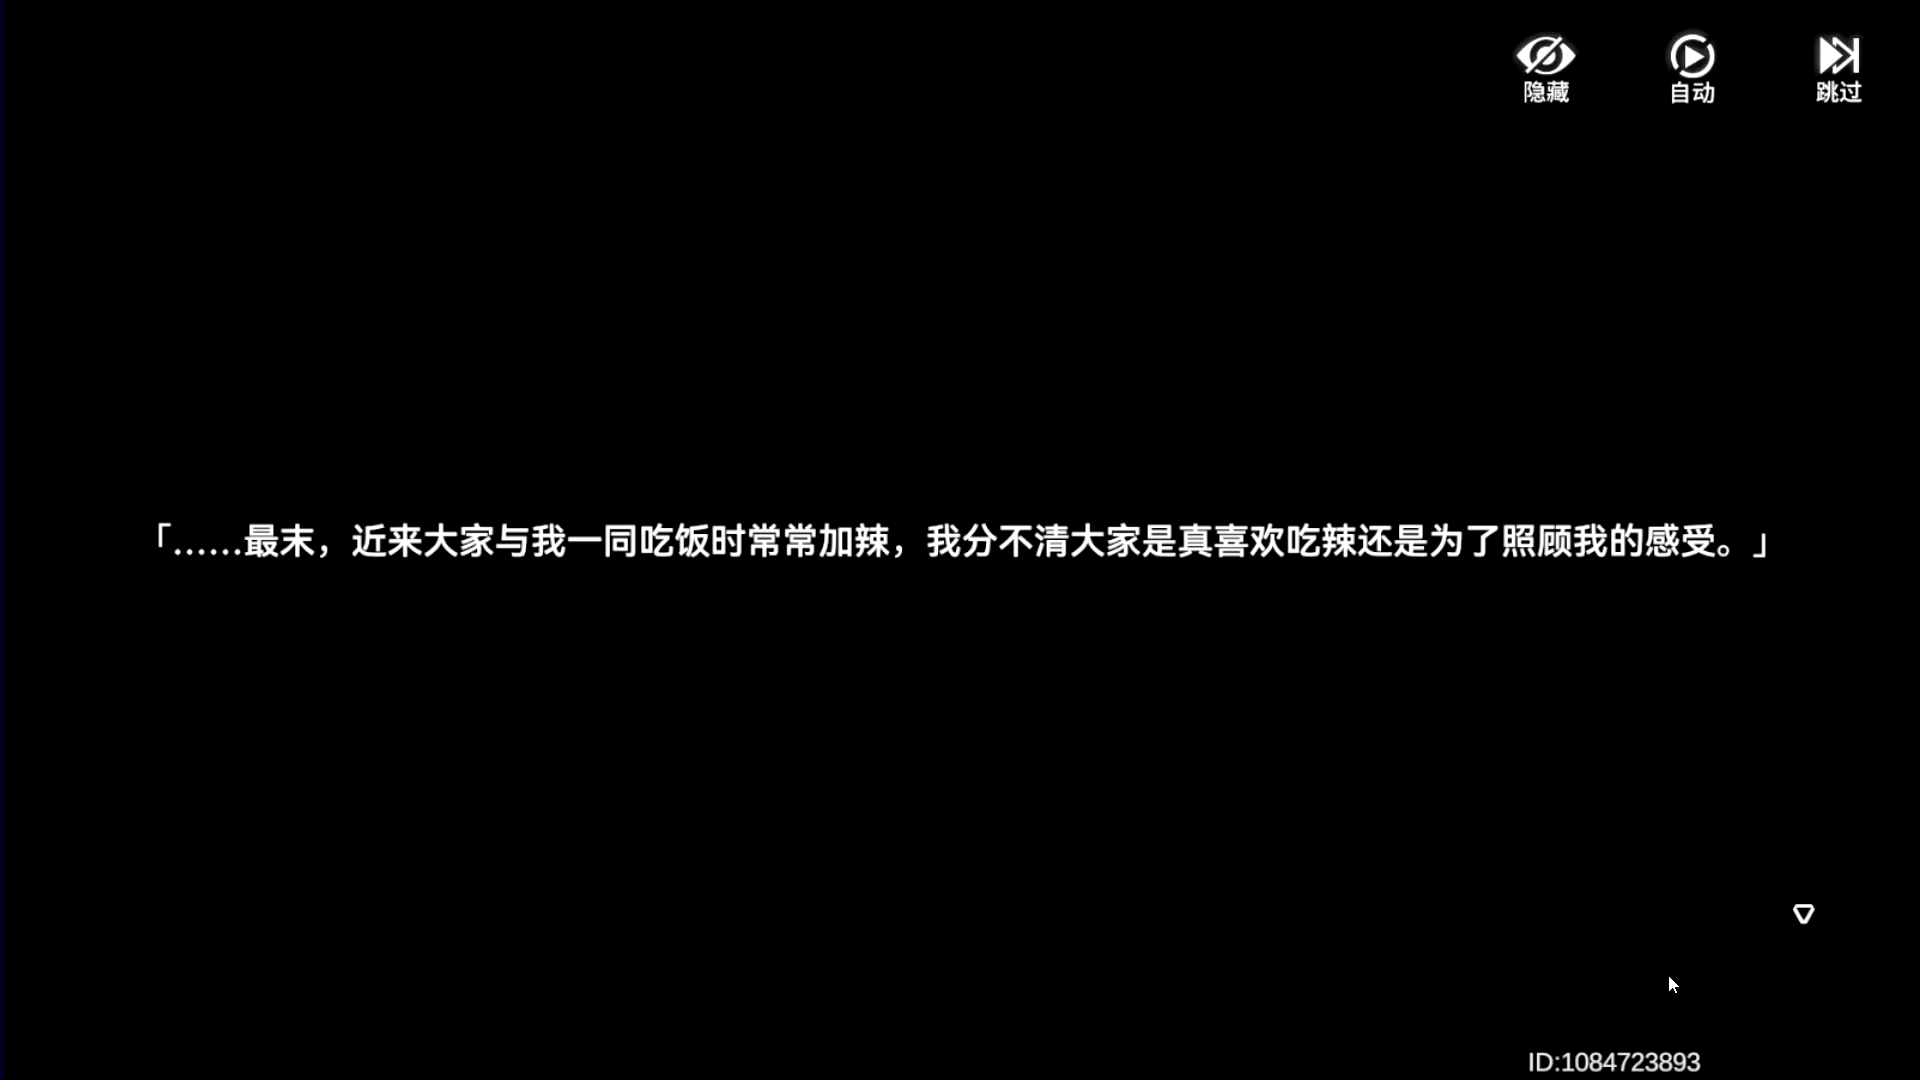 隐藏
自动
跳过
「……最末，近来大家与我一同吃饭时常常加辣，我分不清大家是真喜欢吃辣还是为了照顾我的感受。」
ID:1084723893